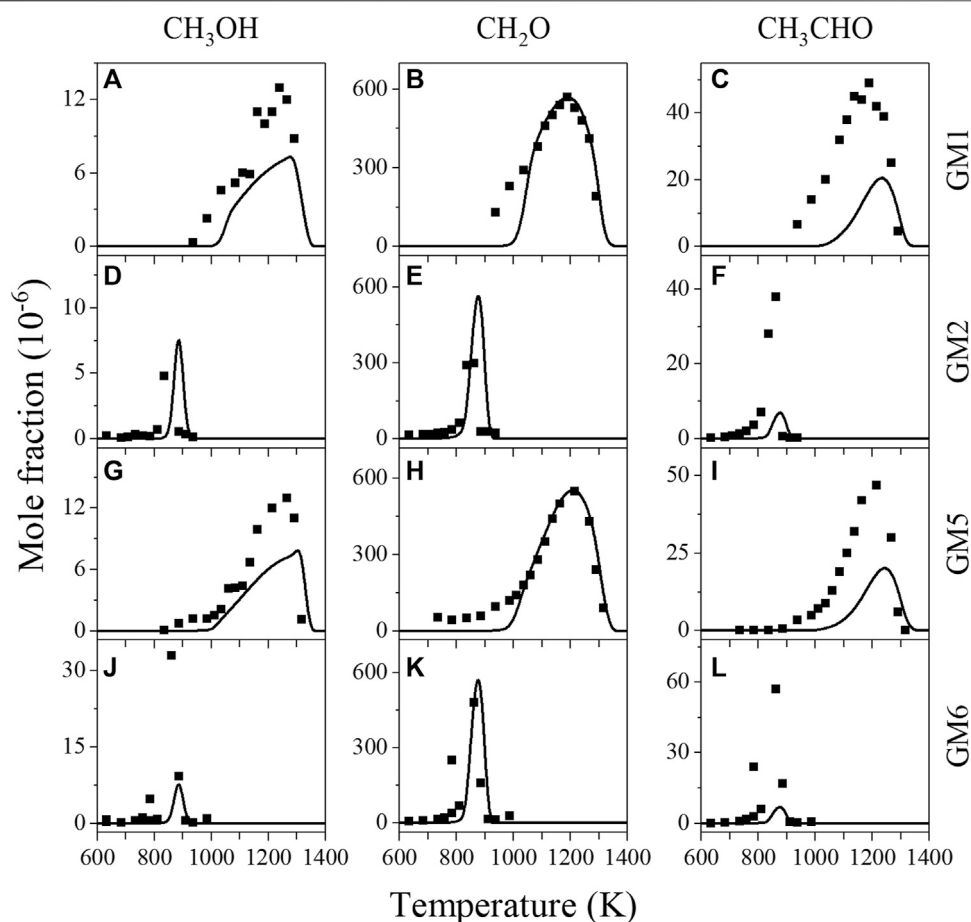 CH₃OH CH₂O CH₃CHO
A B C
12 600 40
6 300 20
0 0 0
GM1
D E F
10 600 40
5 300 20
0 0 0
GM2
G H I
12 600 50
6 300 25
0 0 0
GM5
J K L
30 600 60
15 300 30
0 0 0
GM6
600 800 1000 1200 1400 600 800 1000 1200 1400 600 800 1000 1200 1400
Mole fraction (10⁻⁶)
Temperature (K)